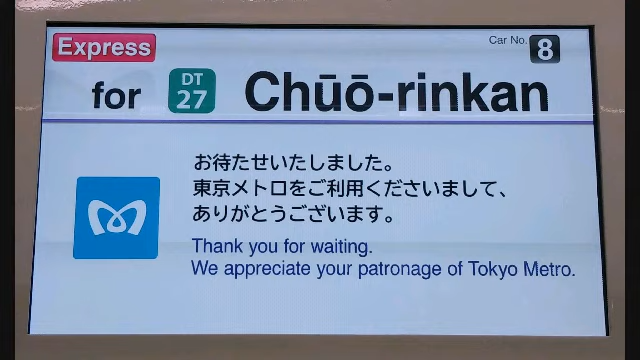 Express
Car No. 8
for DT 27 Chūō-rinkan
お待たせいたしました。
東京メトロをご利用くださいまして、
ありがとうございます。
Thank you for waiting.
We appreciate your patronage of Tokyo Metro.